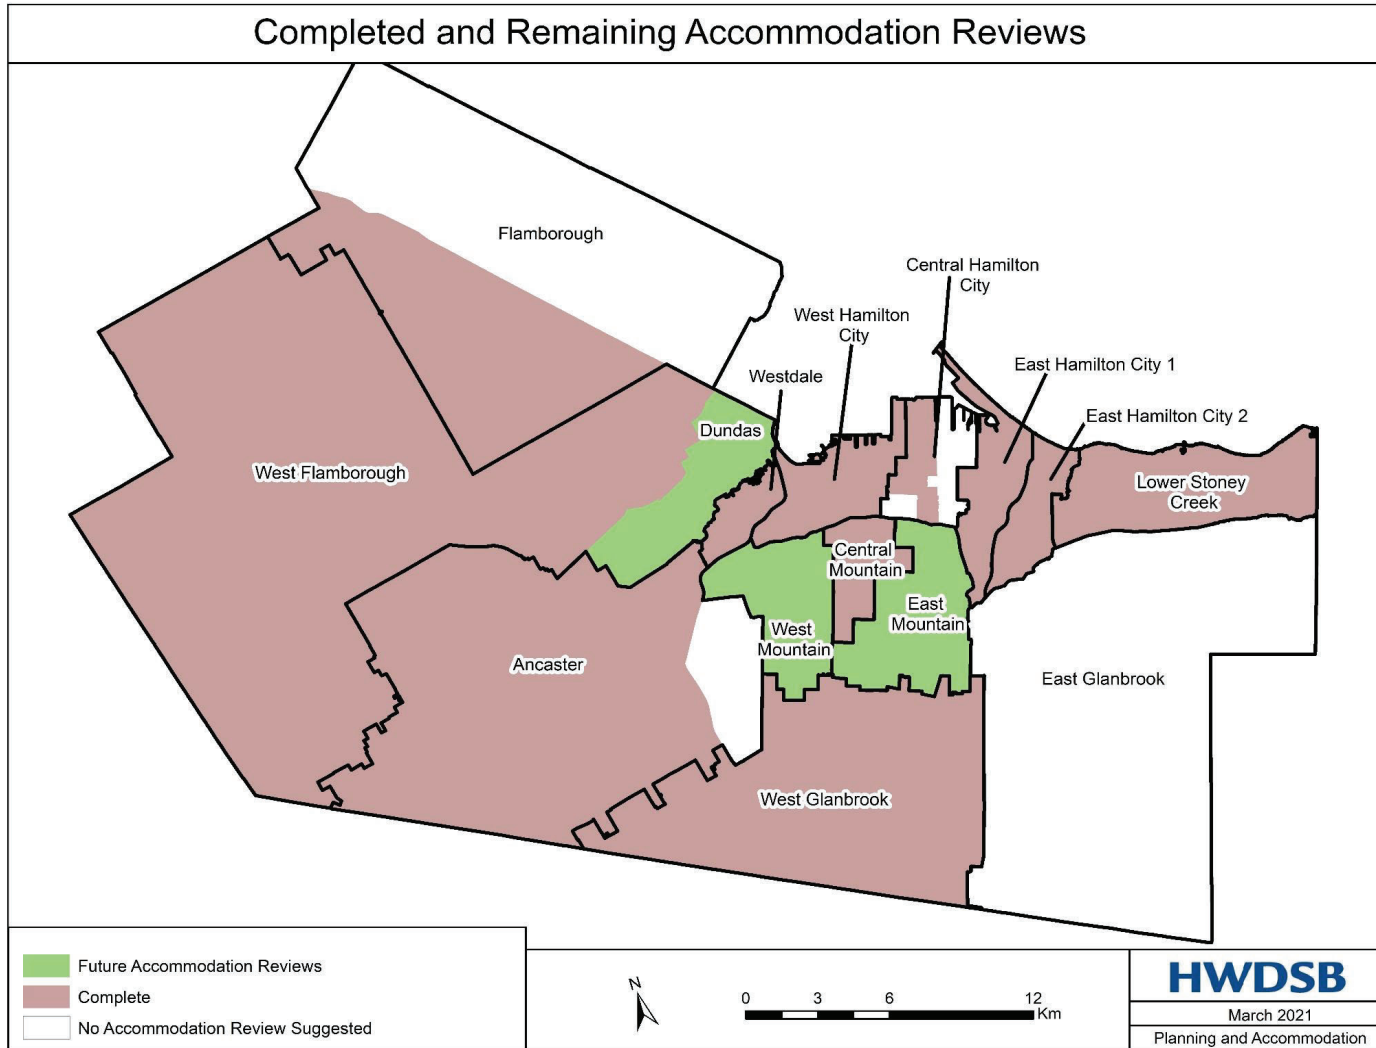 Completed and Remaining Accommodation Reviews
Flamborough
Central Hamilton
City
West Hamilton
City
East Hamilton City 1
Westdale
East Hamilton City 2
Dundas
West Flamborough
Lower Stoney
Creek
Central
Mountain
East
Mountain
West
Mountain
Ancaster
East Glanbrook
West Glanbrook
Future Accommodation Reviews
Complete
No Accommodation Review Suggested
N
0 3 6 12
Km
HWDSB
March 2021
Planning and Accommodation